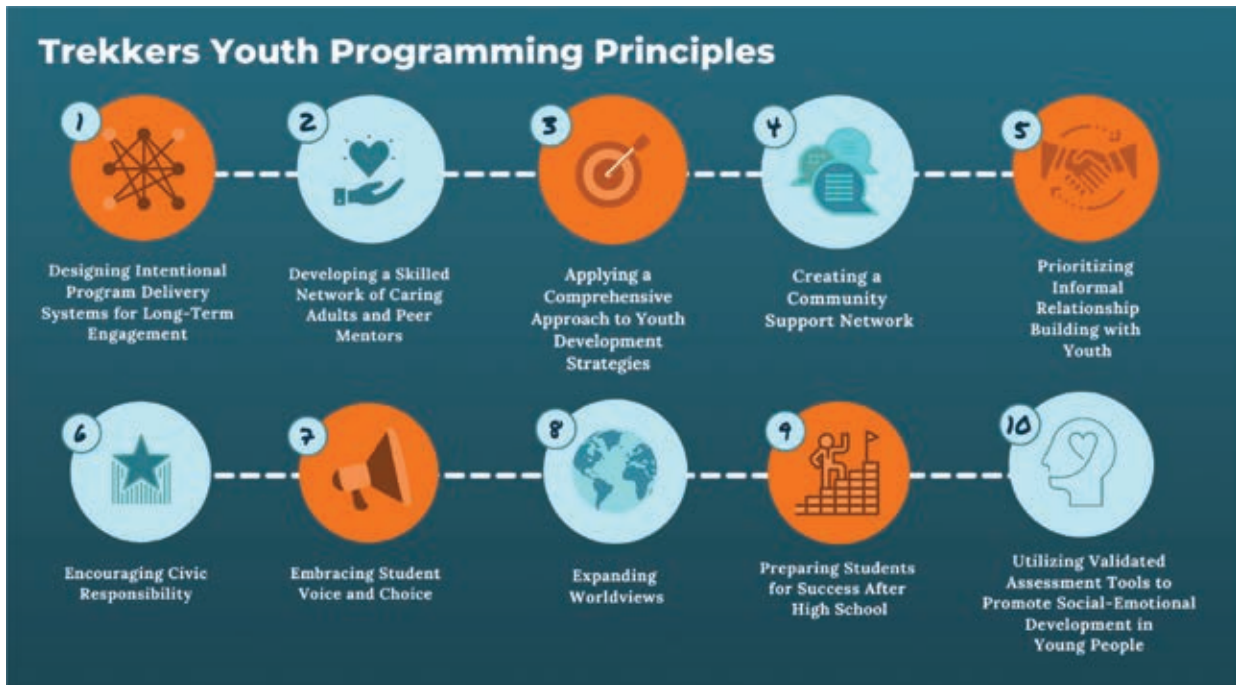 Trekkers Youth Programming Principles
1
2
3
4
5
Designing Intentional
Program Delivery
Systems for Long-Term
Engagement
Developing a Skilled
Network of Caring
Adults and Peer
Mentors
Applying a
Comprehensive
Approach to Youth
Development
Strategies
Creating a
Community
Support Network
Prioritizing
Informal
Relationship
Building with
Youth
6
7
8
9
10
Encouraging Civic
Responsibility
Embracing Student
Voice and Choice
Expanding
Worldviews
Preparing Students
for Success After
High School
Utilizing Validated
Assessment Tools to
Promote Social-Emotional
Development in
Young People